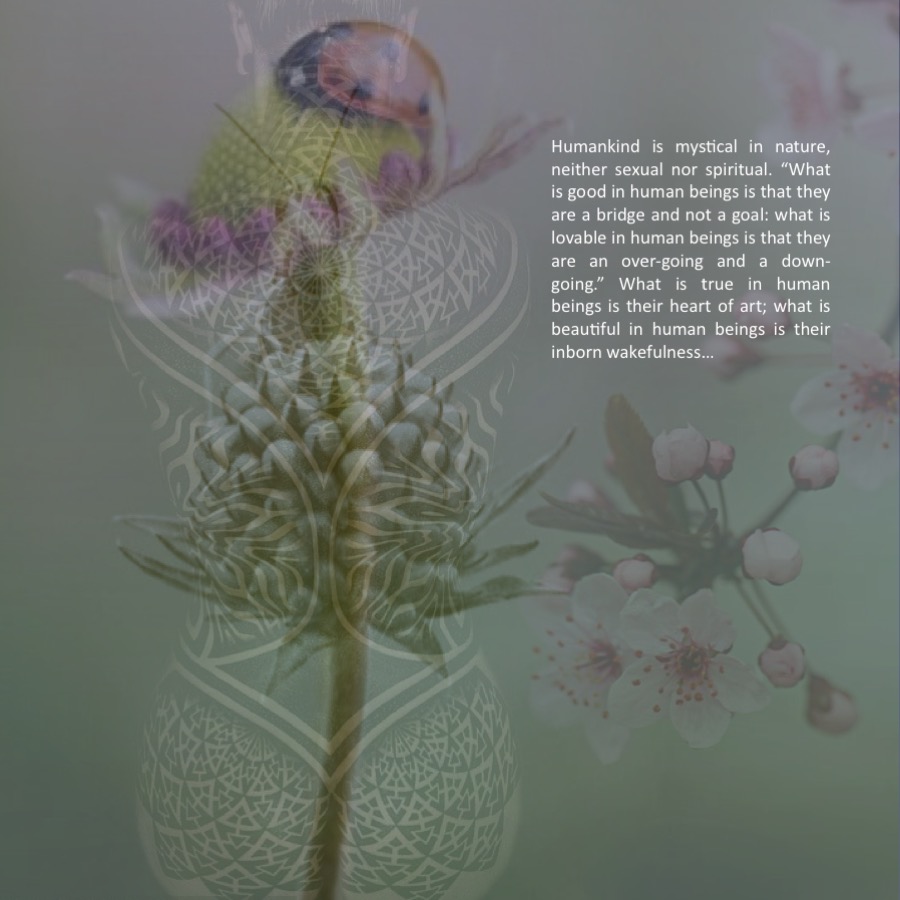 Humankind is mystical in nature,
neither sexual nor spiritual. “What
is good in human beings is that they
are a bridge and not a goal: what is
lovable in human beings is that they
are an over-going and a down-
going.” What is true in human
beings is their heart of art; what is
beautiful in human beings is their
inborn wakefulness...